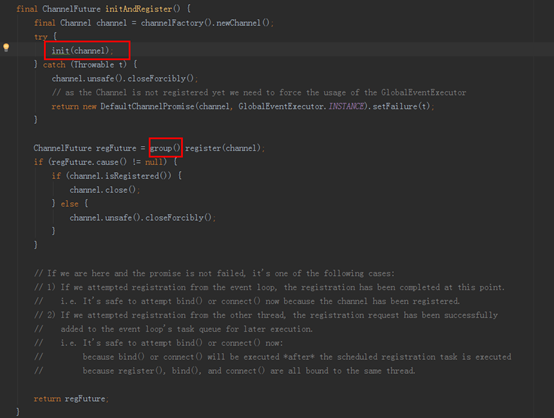 final ChannelFuture initAndRegister() {
final Channel channel = channelFactory().newChannel();
try {
init(channel);
} catch (Throwable t) {
channel.unsafe().closeForcibly();
// as the Channel is not registered yet we need to force the usage of the GlobalEventExecutor
return new DefaultChannelPromise(channel, GlobalEventExecutor.INSTANCE).setFailure(t);
}
ChannelFuture regFuture = group().register(channel);
if (regFuture.cause() != null) {
if (channel.isRegistered()) {
channel.close();
} else {
channel.unsafe().closeForcibly();
}
}
// If we are here and the promise is not failed, it's one of the following cases:
// 1) If we attempted registration from the event loop, the registration has been completed at this point.
// i.e. It's safe to attempt bind() or connect() now because the channel has been registered.
// 2) If we attempted registration from the other thread, the registration request has been successfully
// added to the event loop's task queue for later execution.
// i.e. It's safe to attempt bind() or connect() now:
// because bind() or connect() will be executed *after* the scheduled registration task is executed
// because register(), bind(), and connect() are all bound to the same thread.
return regFuture;
}